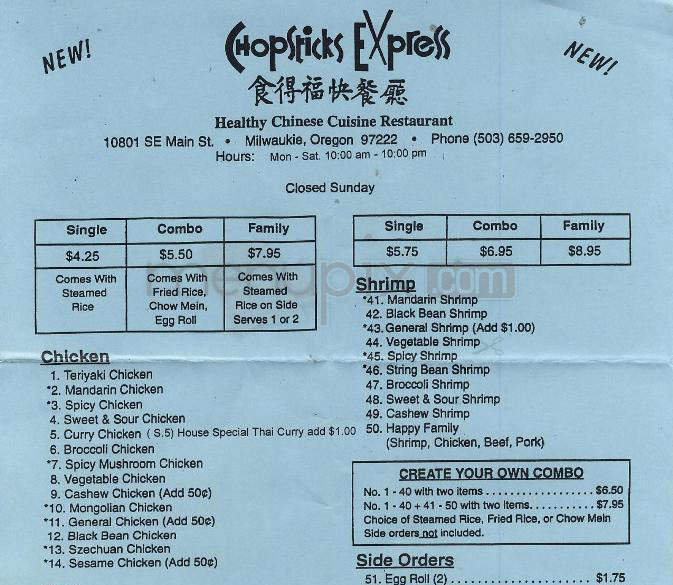 NEW!
Chopsticks Express
NEW!
食得福快餐廳
Healthy Chinese Cuisine Restaurant
10801 SE Main St. • Milwaukie, Oregon 97222 • Phone (503) 659-2950
Hours: Mon - Sat. 10:00 am - 10:00 pm
Closed Sunday
Single Combo Family
$4.25 $5.50 $7.95
Comes With Steamed Rice
Comes With Fried Rice, Chow Mein, Egg Roll
Comes With Steamed Rice on Side Serves 1 or 2
Chicken
1. Teriyaki Chicken
*2. Mandarin Chicken
*3. Spicy Chicken
4. Sweet & Sour Chicken
5. Curry Chicken ( S.5) House Special Thai Curry add $1.00
6. Broccoli Chicken
*7. Spicy Mushroom Chicken
8. Vegetable Chicken
9. Cashew Chicken (Add 50¢)
*10. Mongolian Chicken
*11. General Chicken (Add 50¢)
12. Black Bean Chicken
*13. Szechuan Chicken
*14. Sesame Chicken (Add 50¢)
Single Combo Family
$5.75 $6.95 $8.95
menupix.com
Shrimp
*41. Mandarin Shrimp
42. Black Bean Shrimp
*43. General Shrimp (Add $1.00)
44. Vegetable Shrimp
*45. Spicy Shrimp
*46. String Bean Shrimp
47. Broccoli Shrimp
48. Sweet & Sour Shrimp
49. Cashew Shrimp
50. Happy Family
(Shrimp, Chicken, Beef, Pork)
CREATE YOUR OWN COMBO
No. 1 - 40 with two items . . . . . . . . . . . . . . . . . $6.50
No. 1 - 40 + 41 - 50 with two Items. . . . . . . . . . $7.95
Choice of Steamed Rice, Fried Rice, or Chow Mein
Side orders not included.
Side Orders
51. Egg Roll (2) . . . . . . . . . . . . . . . . . . . . . . . $1.75